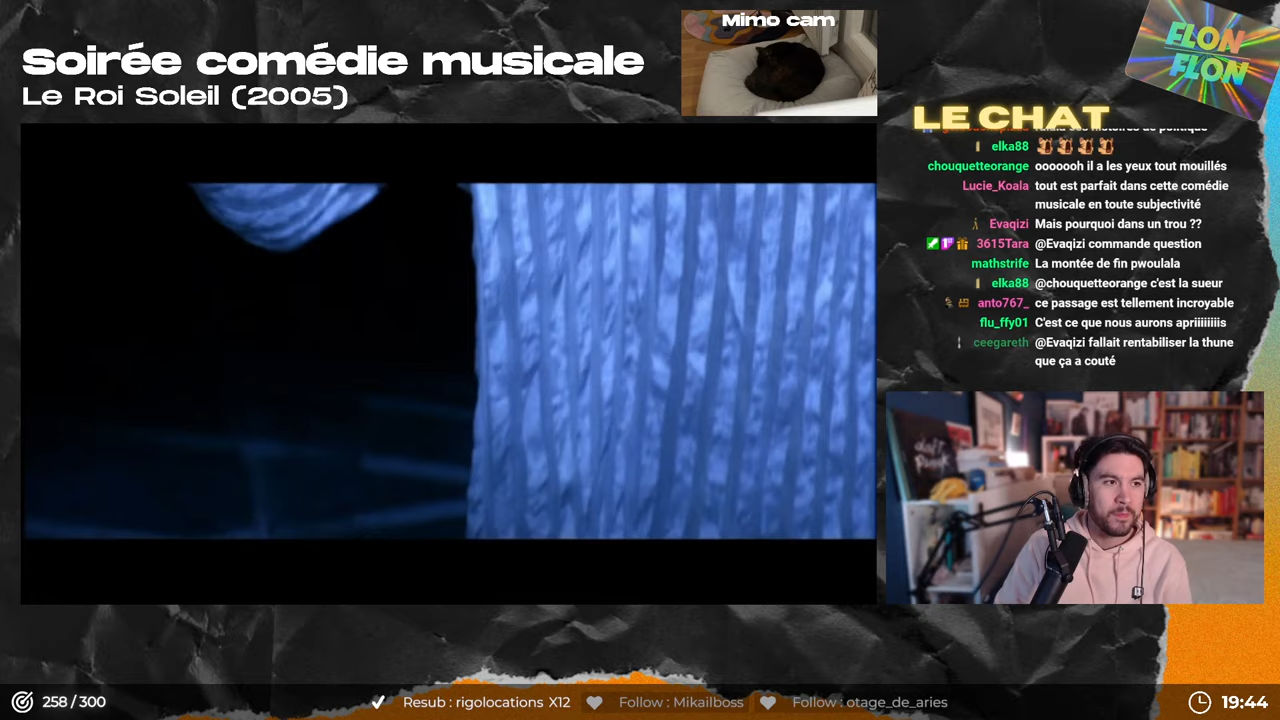 Soirée comédie musicale
Le Roi Soleil (2005)
Mimo cam
FLON
FLON
LE CHAT
elka88
chouquetteorange ooooooh il a les yeux tout mouillés
Lucie_Koala tout est parfait dans cette comédie
musicale en toute subjectivité
Evaqizi Mais pourquoi dans un trou ??
3615Tara @Evaqizi commande question
mathstrife La montée de fin pwoulala
elka88 @chouquetteorange c'est la sueur
anto767_ ce passage est tellement incroyable
flu_ffy01 C'est ce que nous aurons apriiiiiiiis
ceegareth @Evaqizi fallait rentabiliser la thune
que ça a couté
daft
punk
258 / 300
Resub : rigolocations X12
Follow : Mikailboss
Follow : otage_de_aries
19:44